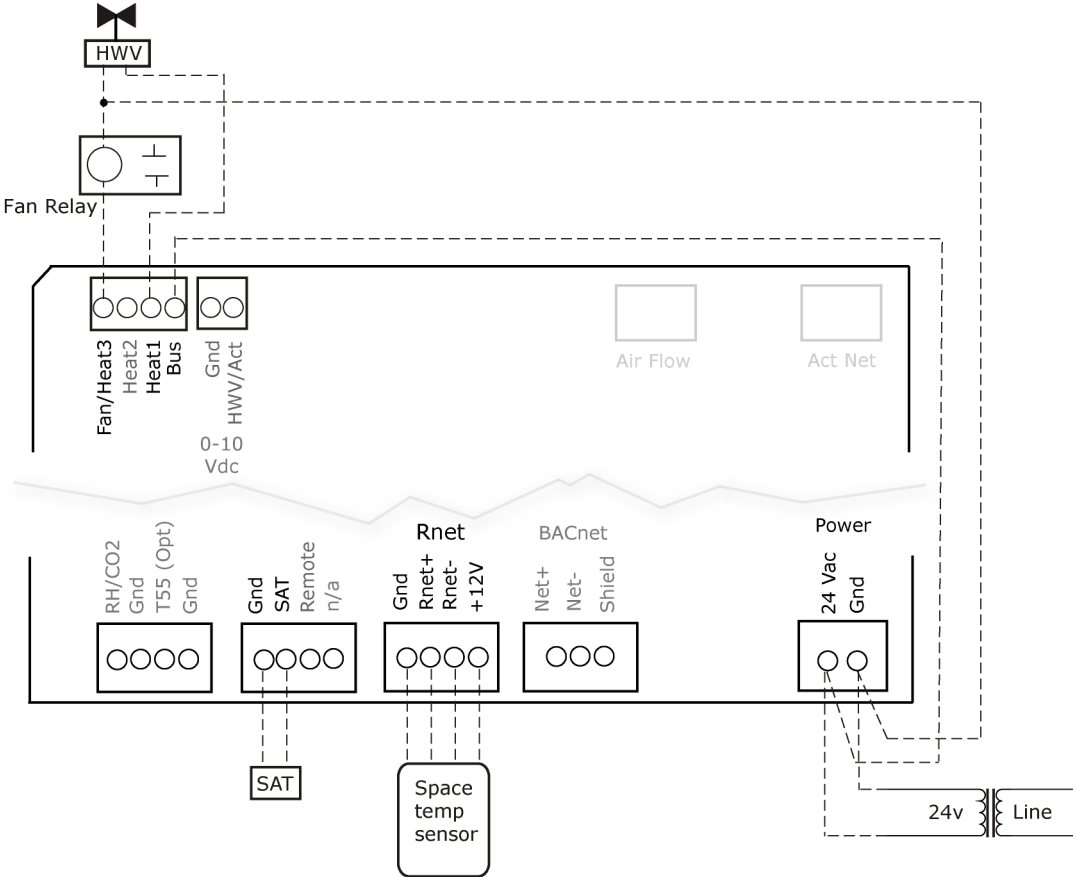 HWV
Fan Relay
Fan/Heat3
Heat2
Heat1
Bus
Gnd
HWV/Act
0-10
Vdc
Air Flow
Act Net
RH/CO2
Gnd
T55 (Opt)
Gnd
Gnd
SAT
Remote
n/a
Rnet
Gnd
Rnet+
Rnet-
+12V
BACnet
Net+
Net-
Shield
Power
24 Vac
Gnd
SAT
Space
temp
sensor
24v
Line